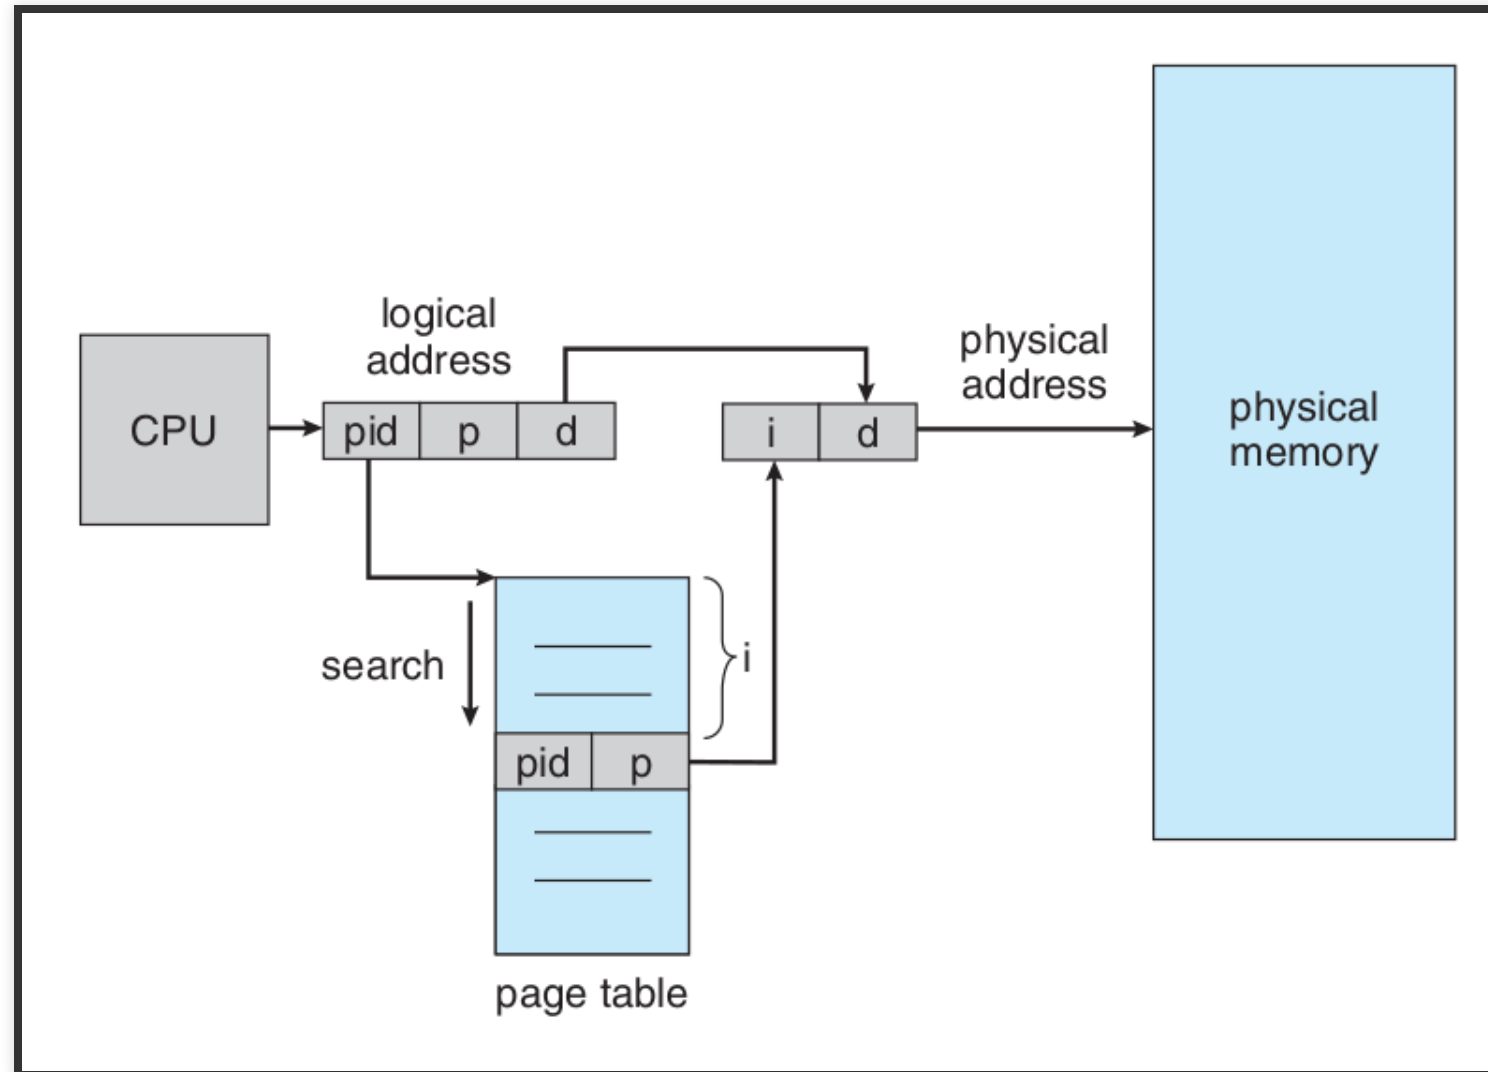 logical
address
physical
address
CPU
pid
p
d
i
d
physical
memory
search
i
pid
p
page table